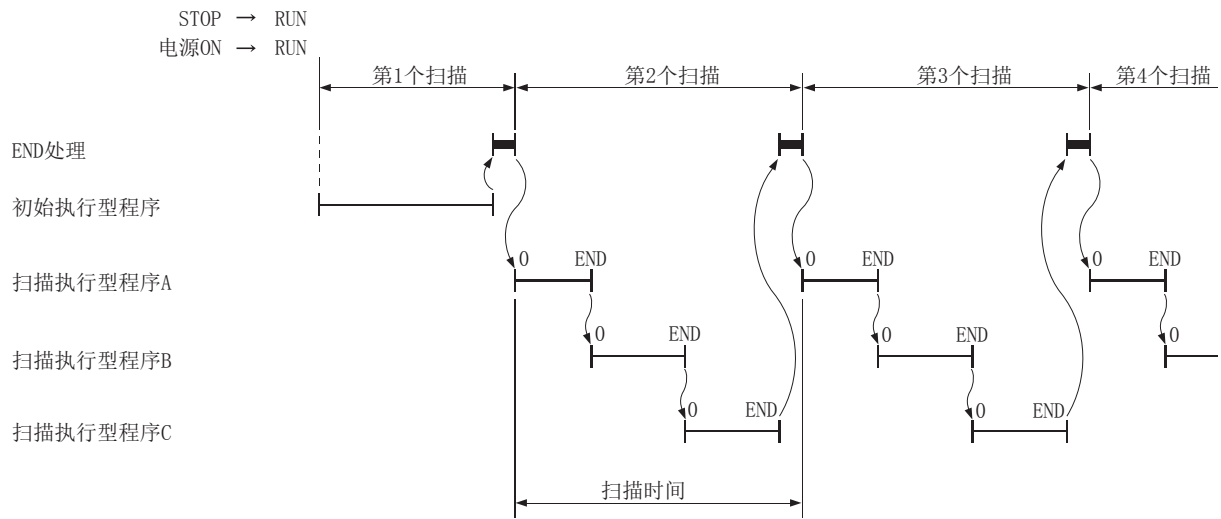 STOP → RUN
电源ON → RUN
第1个扫描 第2个扫描 第3个扫描 第4个扫描
END处理
初始执行型程序
扫描执行型程序A 0 END 0 END 0 END
扫描执行型程序B 0 END 0 END 0
扫描执行型程序C 0 END 0 END
扫描时间